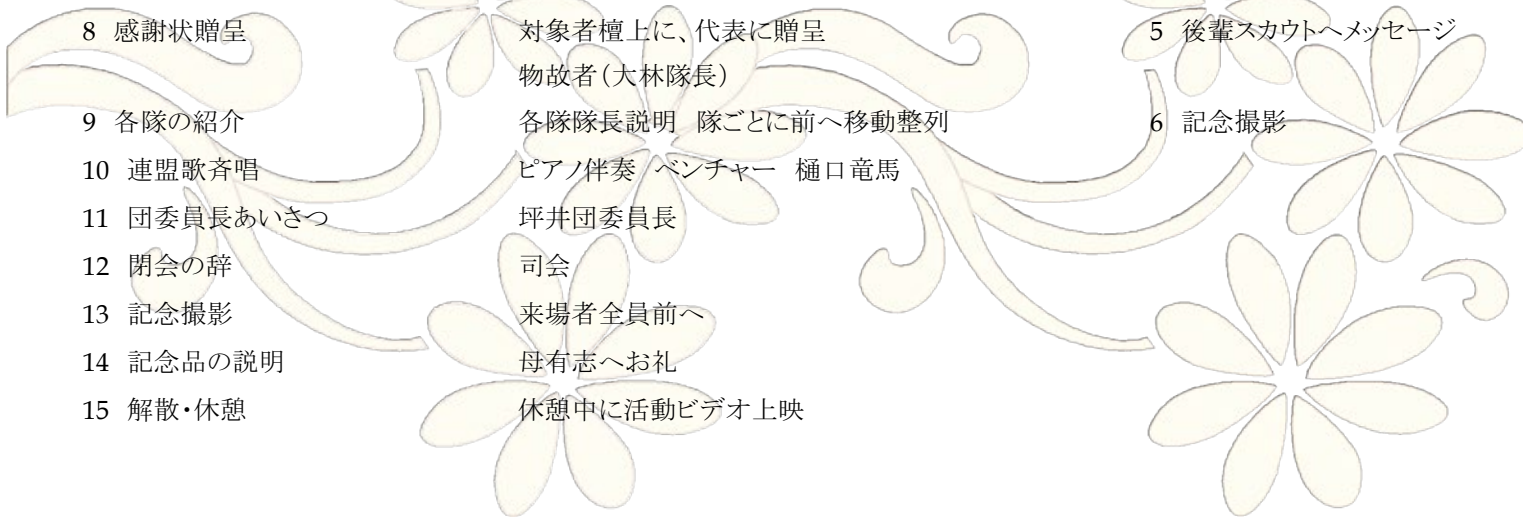 8 感謝状贈呈 対象者檀上に、代表に贈呈
物故者(大林隊長)
9 各隊の紹介 各隊隊長説明 隊ごとに前へ移動整列
10 連盟歌斉唱 ピアノ伴奏 ベンチャー 樋口竜馬
11 団委員長あいさつ 坪井団委員長
12 閉会の辞 司会
13 記念撮影 来場者全員前へ
14 記念品の説明 母有志へお礼
15 解散・休憩 休憩中に活動ビデオ上映
5 後輩スカウトへメッセージ
6 記念撮影